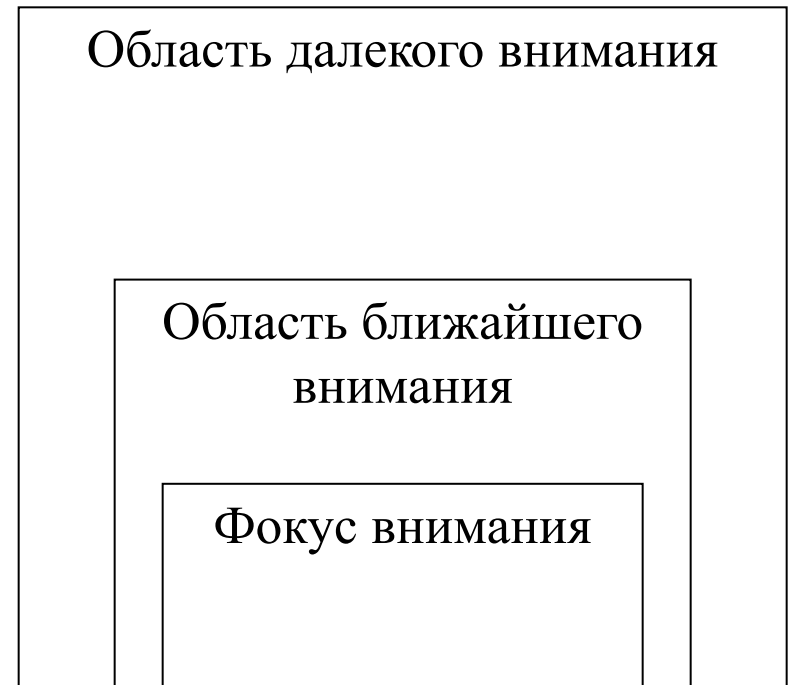 Область далекого внимания
Область ближайшего
внимания
Фокус внимания